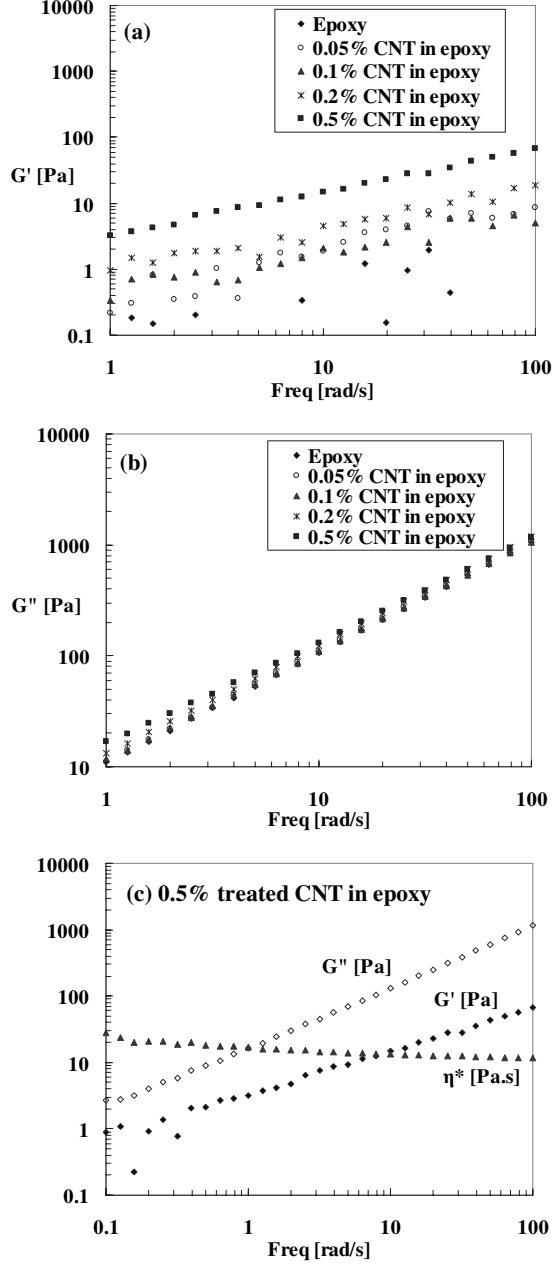 (a)
Epoxy
0.05% CNT in epoxy
0.1% CNT in epoxy
0.2% CNT in epoxy
0.5% CNT in epoxy
10000
1000
100
10
1
0.1
G' [Pa]
1 10 100
Freq [rad/s]
(b)
Epoxy
0.05% CNT in epoxy
0.1% CNT in epoxy
0.2% CNT in epoxy
0.5% CNT in epoxy
10000
1000
100
10
G" [Pa]
1 10 100
Freq [rad/s]
(c) 0.5% treated CNT in epoxy
10000
1000
100
10
1
0.1
G" [Pa]
G' [Pa]
η* [Pa.s]
0.1 1 10 100
Freq [rad/s]